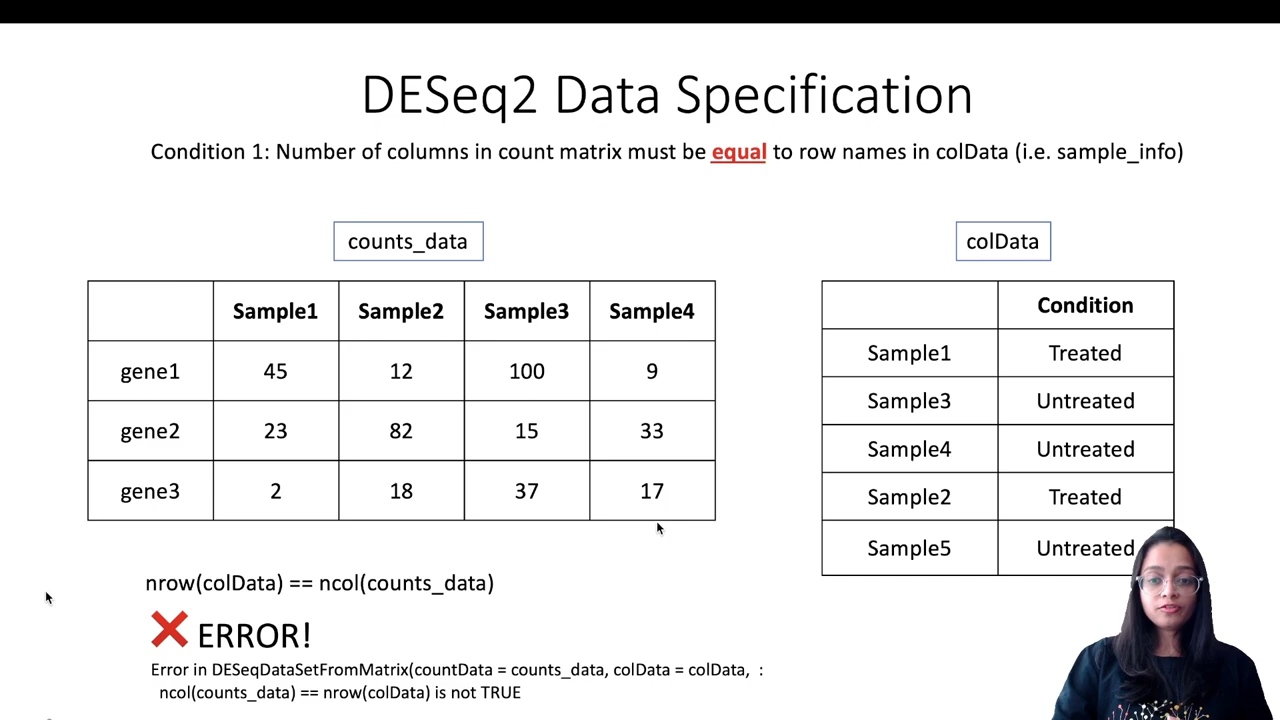 DESeq2 Data Specification
Condition 1: Number of columns in count matrix must be equal to row names in colData (i.e. sample_info)
counts_data
Sample1 Sample2 Sample3 Sample4
gene1 45 12 100 9
gene2 23 82 15 33
gene3 2 18 37 17
colData
Condition
Sample1 Treated
Sample3 Untreated
Sample4 Untreated
Sample2 Treated
Sample5 Untreated
nrow(colData) == ncol(counts_data)
ERROR!
Error in DESeqDataSetFromMatrix(countData = counts_data, colData = colData, :
ncol(counts_data) == nrow(colData) is not TRUE